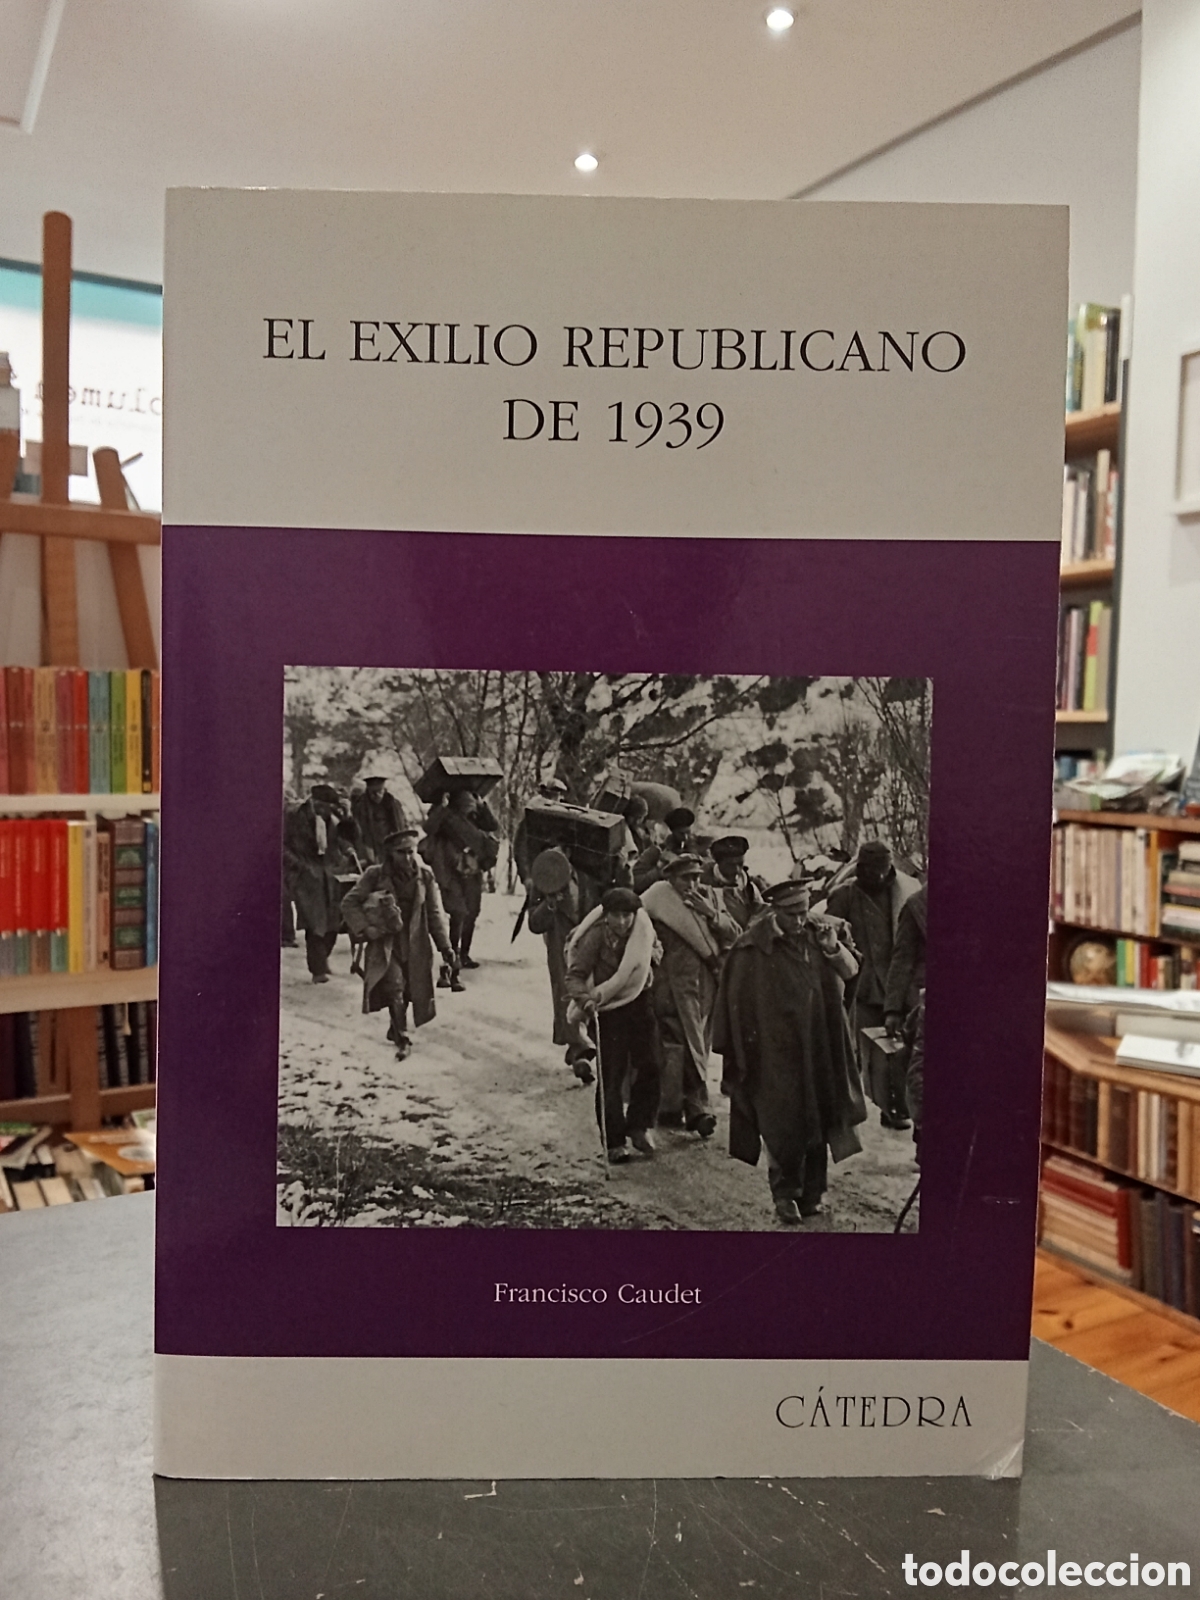 EL EXILIO REPUBLICANO
DE 1939
Francisco Caudet
CÁTEDRA
todocoleccion